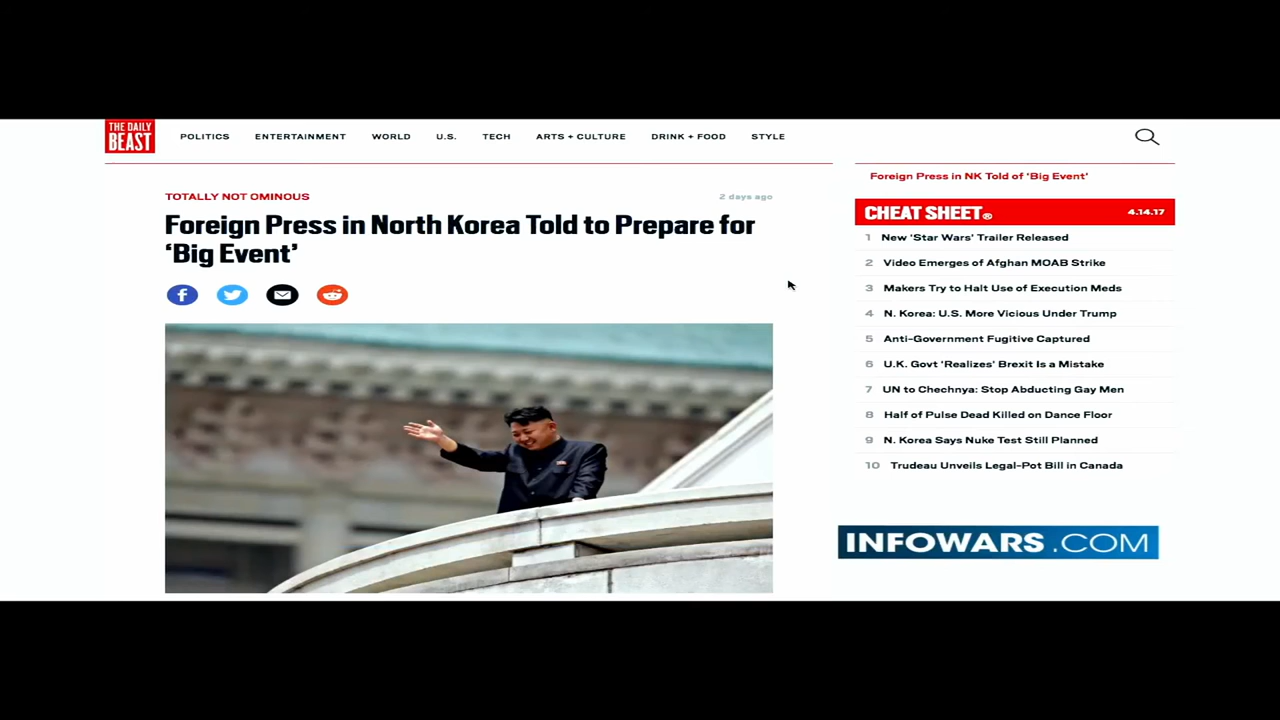 THE DAILY
BEAST
POLITICS ENTERTAINMENT WORLD U.S. TECH ARTS + CULTURE DRINK + FOOD STYLE
TOTALLY NOT OMINOUS
2 days ago
Foreign Press in North Korea Told to Prepare for
‘Big Event’
Foreign Press in NK Told of ‘Big Event’
CHEAT SHEET®
4.14.17
1 New ‘Star Wars’ Trailer Released
2 Video Emerges of Afghan MOAB Strike
3 Makers Try to Halt Use of Execution Meds
4 N. Korea: U.S. More Vicious Under Trump
5 Anti-Government Fugitive Captured
6 U.K. Govt ‘Realizes’ Brexit Is a Mistake
7 UN to Chechnya: Stop Abducting Gay Men
8 Half of Pulse Dead Killed on Dance Floor
9 N. Korea Says Nuke Test Still Planned
10 Trudeau Unveils Legal-Pot Bill in Canada
INFOWARS.COM